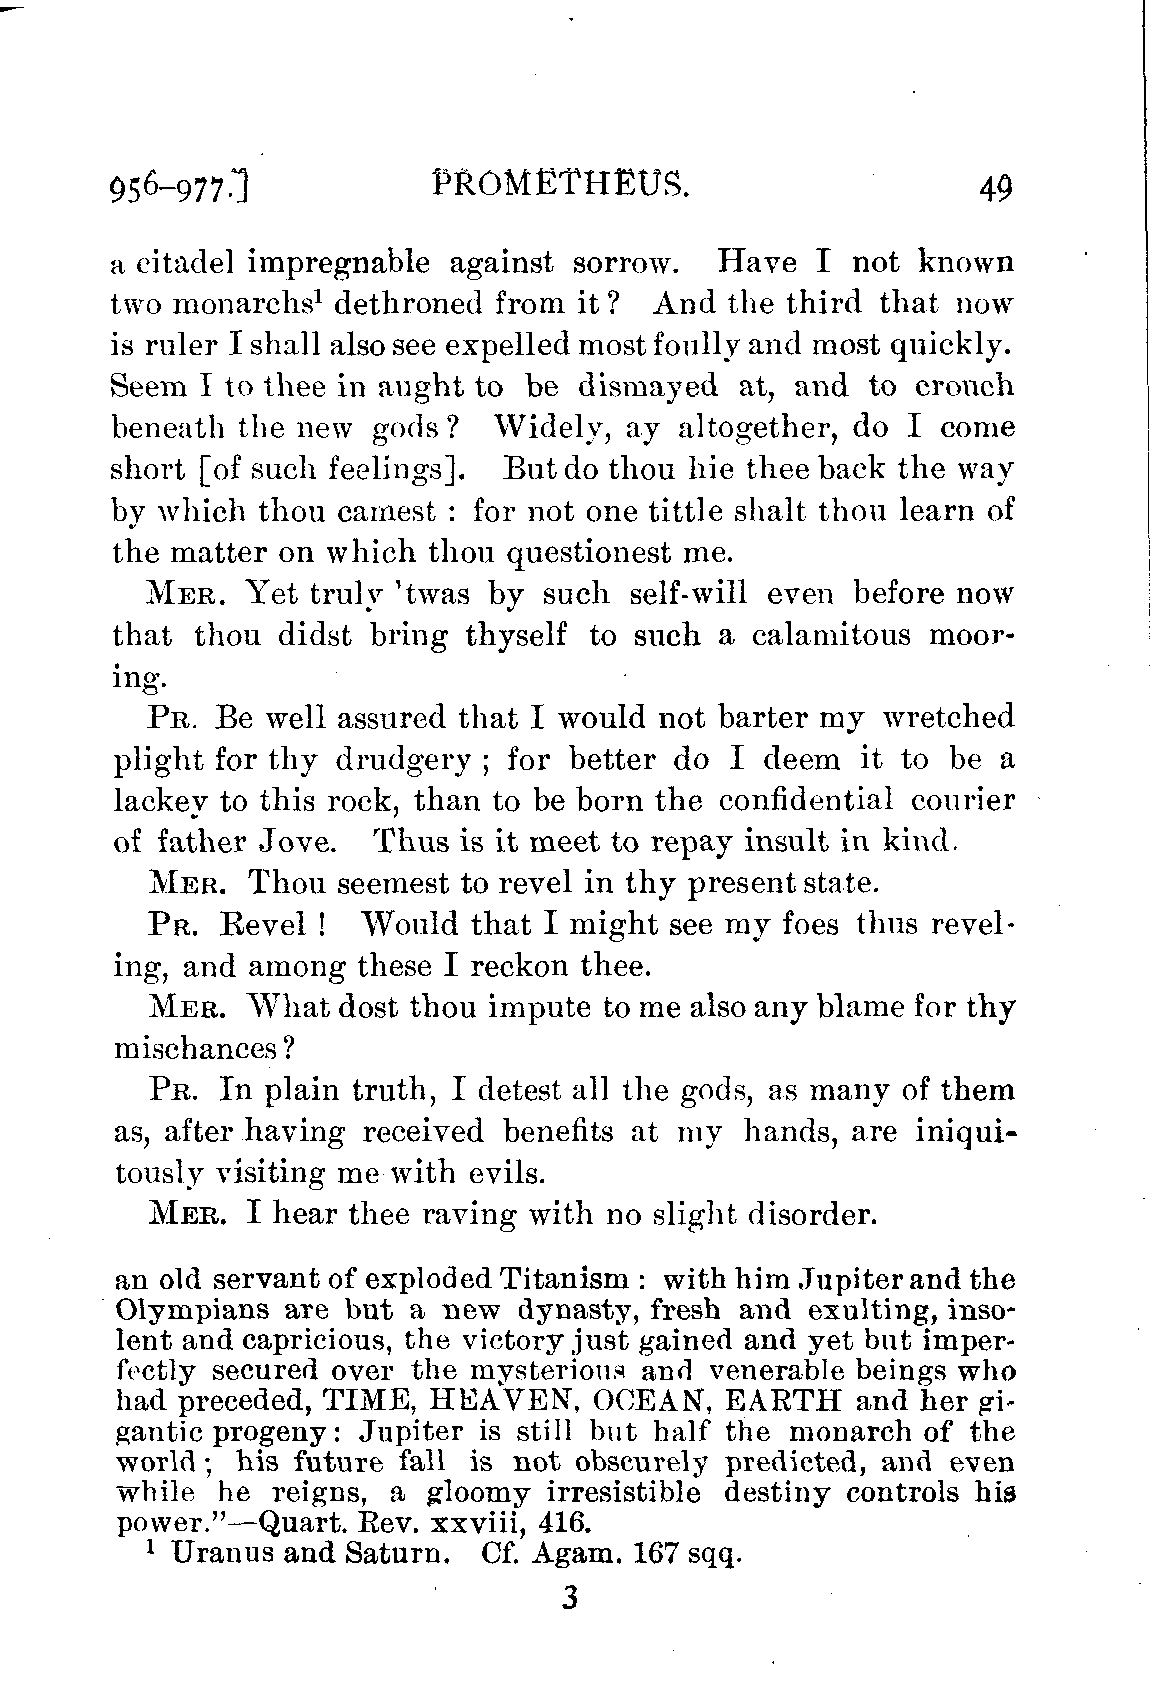 956–977.] PROMETHEUS. 49
a citadel impregnable against sorrow. Have I not known
two monarchs¹ dethroned from it? And the third that now
is ruler I shall also see expelled most foully and most quickly.
Seem I to thee in aught to be dismayed at, and to crouch
beneath the new gods? Widely, ay altogether, do I come
short [of such feelings]. But do thou hie thee back the way
by which thou camest : for not one tittle shalt thou learn of
the matter on which thou questionest me.
MER. Yet truly 'twas by such self-will even before now
that thou didst bring thyself to such a calamitous moor-
ing.
PR. Be well assured that I would not barter my wretched
plight for thy drudgery ; for better do I deem it to be a
lackey to this rock, than to be born the confidential courier
of father Jove. Thus is it meet to repay insult in kind.
MER. Thou seemest to revel in thy present state.
PR. Revel ! Would that I might see my foes thus revel-
ing, and among these I reckon thee.
MER. What dost thou impute to me also any blame for thy
mischances?
PR. In plain truth, I detest all the gods, as many of them
as, after having received benefits at my hands, are iniqui-
tously visiting me with evils.
MER. I hear thee raving with no slight disorder.
an old servant of exploded Titanism : with him Jupiter and the
Olympians are but a new dynasty, fresh and exulting, inso-
lent and capricious, the victory just gained and yet but imper-
fectly secured over the mysterious and venerable beings who
had preceded, TIME, HEAVEN, OCEAN, EARTH and her gi-
gantic progeny: Jupiter is still but half the monarch of the
world ; his future fall is not obscurely predicted, and even
while he reigns, a gloomy irresistible destiny controls his
power."—Quart. Rev. xxviii, 416.
¹ Uranus and Saturn. Cf. Agam. 167 sqq.
3